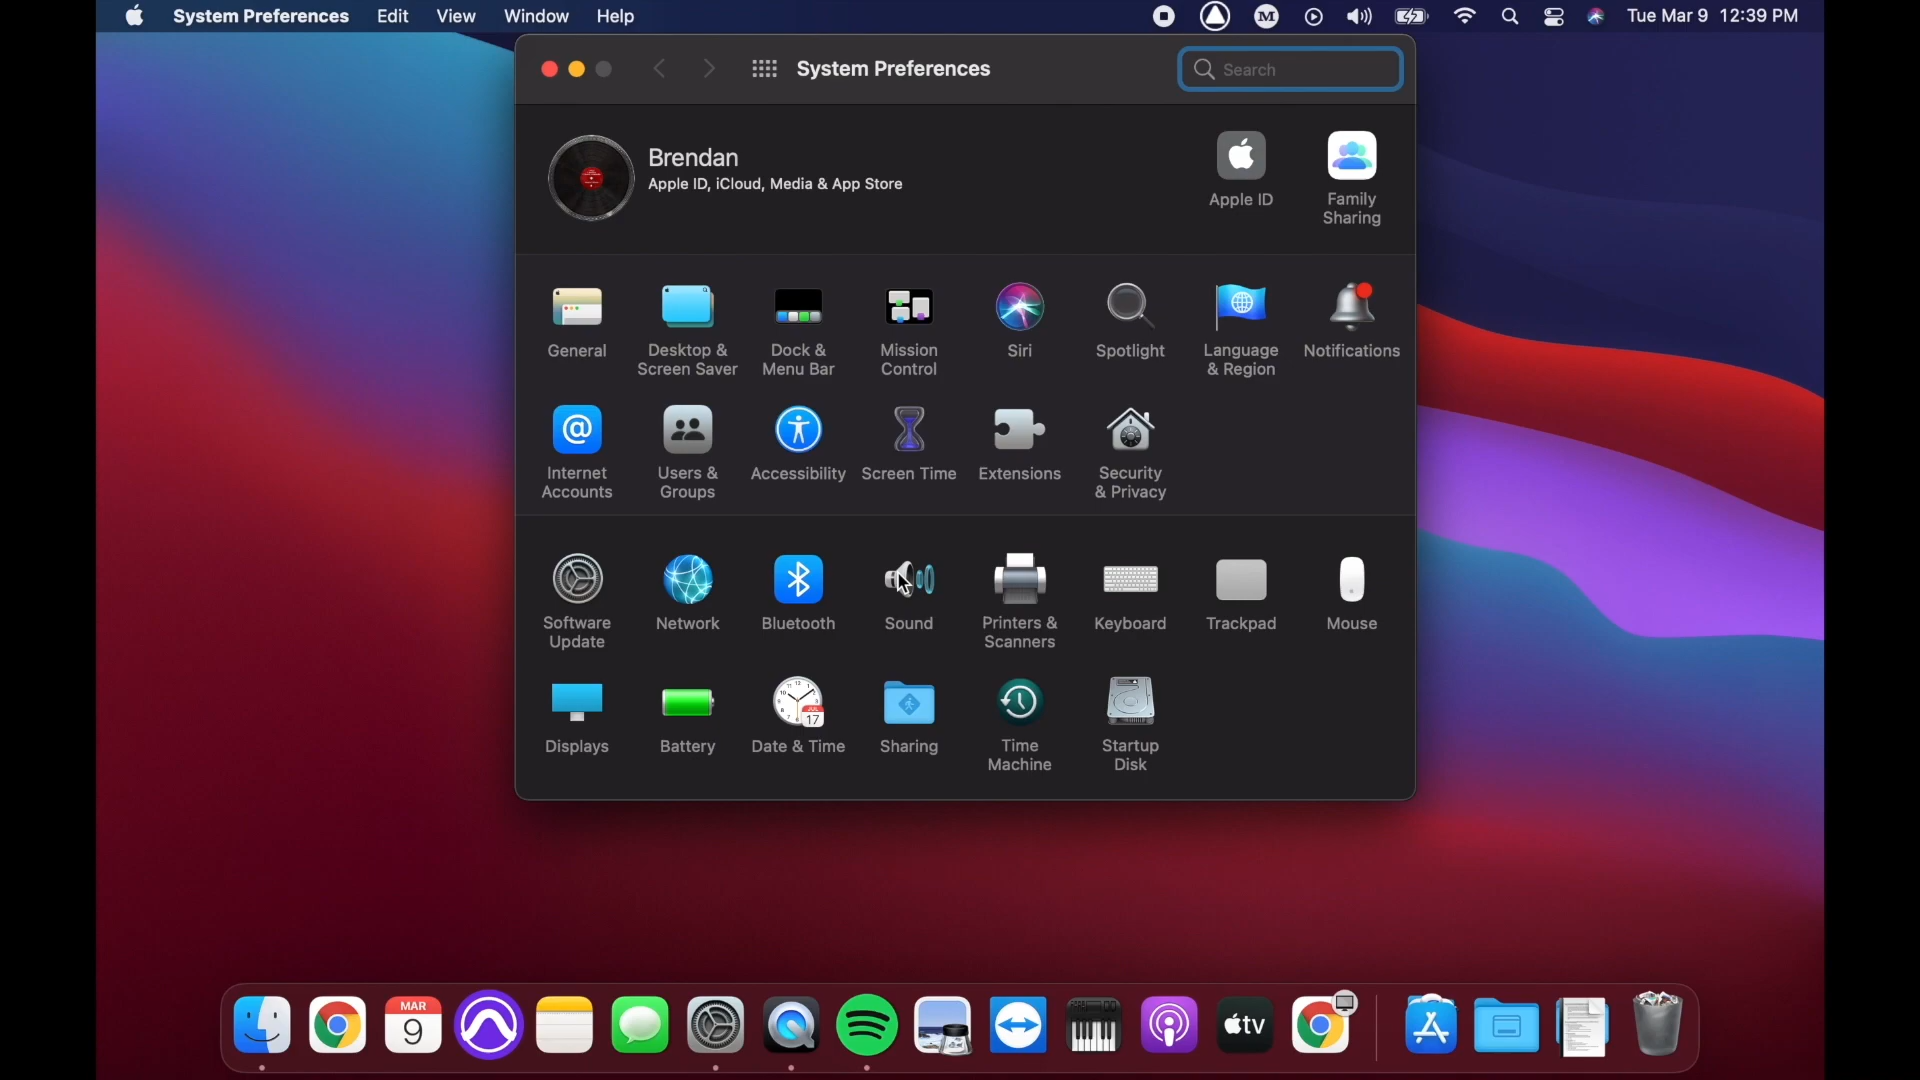 System Preferences Edit View Window Help M Tue Mar 9 12:39 PM
System Preferences Search
Brendan
Apple ID, iCloud, Media & App Store
Apple ID
Family
Sharing
General
Desktop &
Screen Saver
Dock &
Menu Bar
Mission
Control
Siri
Spotlight
Language
& Region
Notifications
Internet
Accounts
Users &
Groups
Accessibility
Screen Time
Extensions
Security
& Privacy
Software
Update
Network
Bluetooth
Sound
Printers &
Scanners
Keyboard
Trackpad
Mouse
Displays
Battery
JUL
17
Date & Time
Sharing
Time
Machine
Startup
Disk
MAR
9
tv